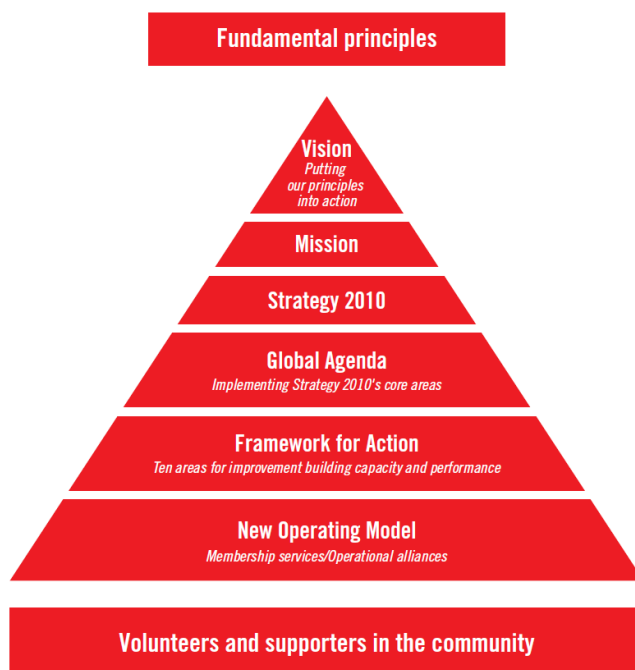 Fundamental principles
Vision
Putting
our principles
into action
Mission
Strategy 2010
Global Agenda
Implementing Strategy 2010's core areas
Framework for Action
Ten areas for improvement building capacity and performance
New Operating Model
Membership services/Operational alliances
Volunteers and supporters in the community